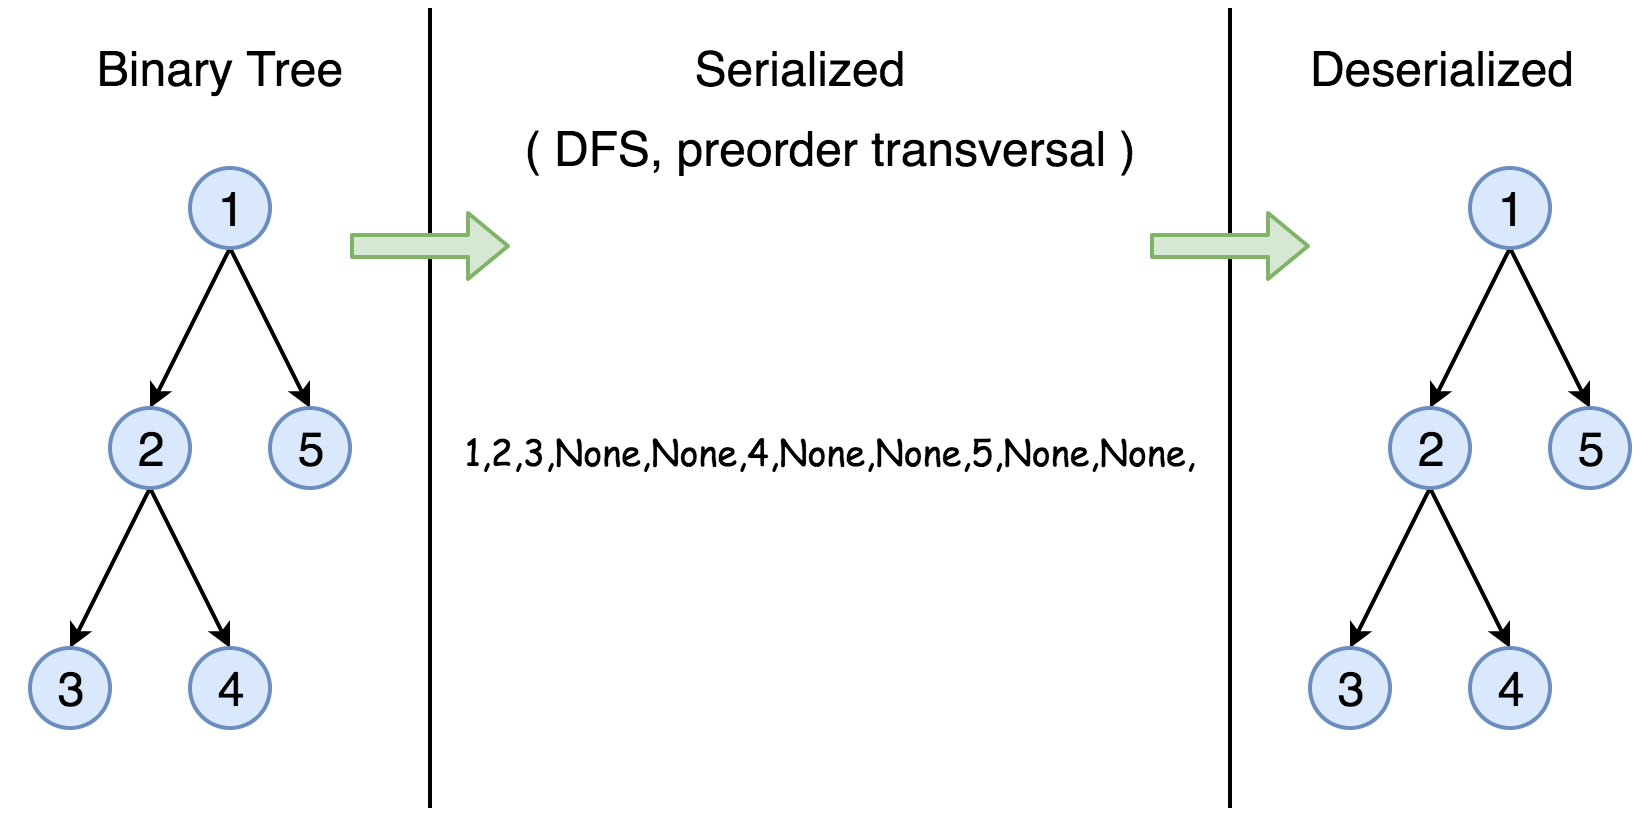 Binary Tree
Serialized
( DFS, preorder transversal )
Deserialized
1
2
5
3
4
1,2,3,None,None,4,None,None,5,None,None,
1
2
5
3
4